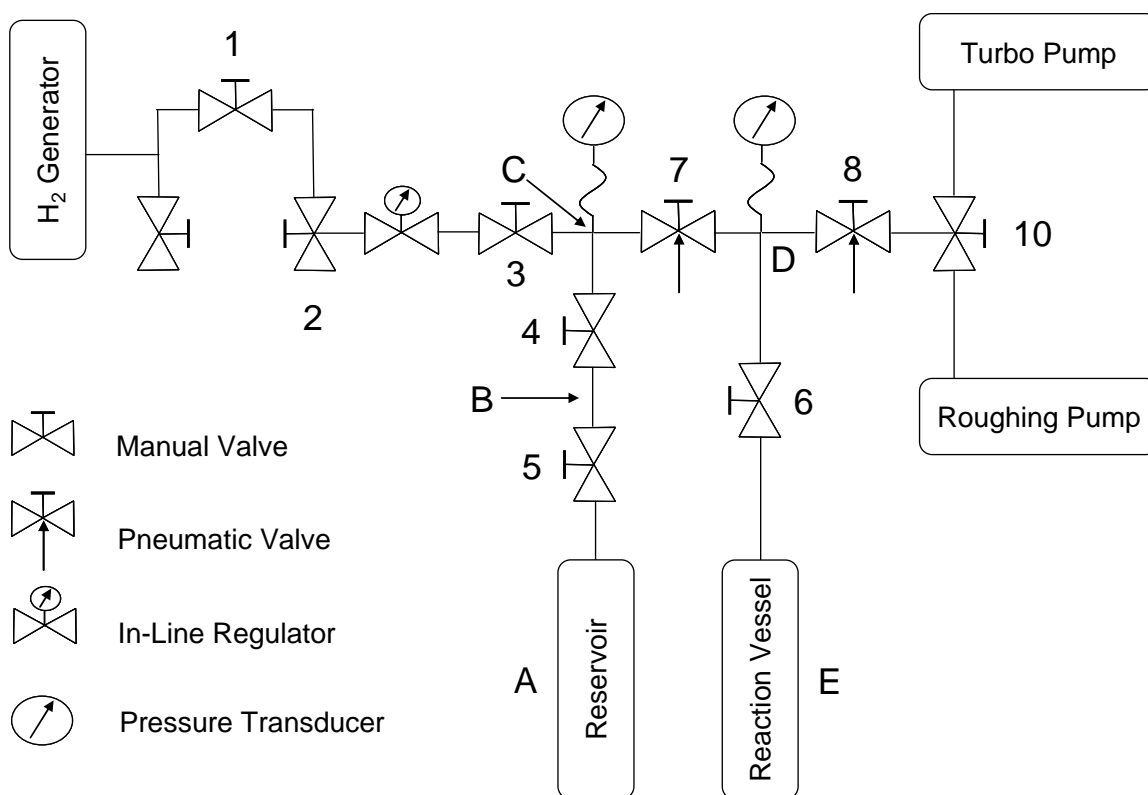 H2 Generator
1
2
3
C
7
D
8
10
Turbo Pump
Roughing Pump
4
B
5
6
A
Reservoir
Reaction Vessel
E
Manual Valve
Pneumatic Valve
In-Line Regulator
Pressure Transducer